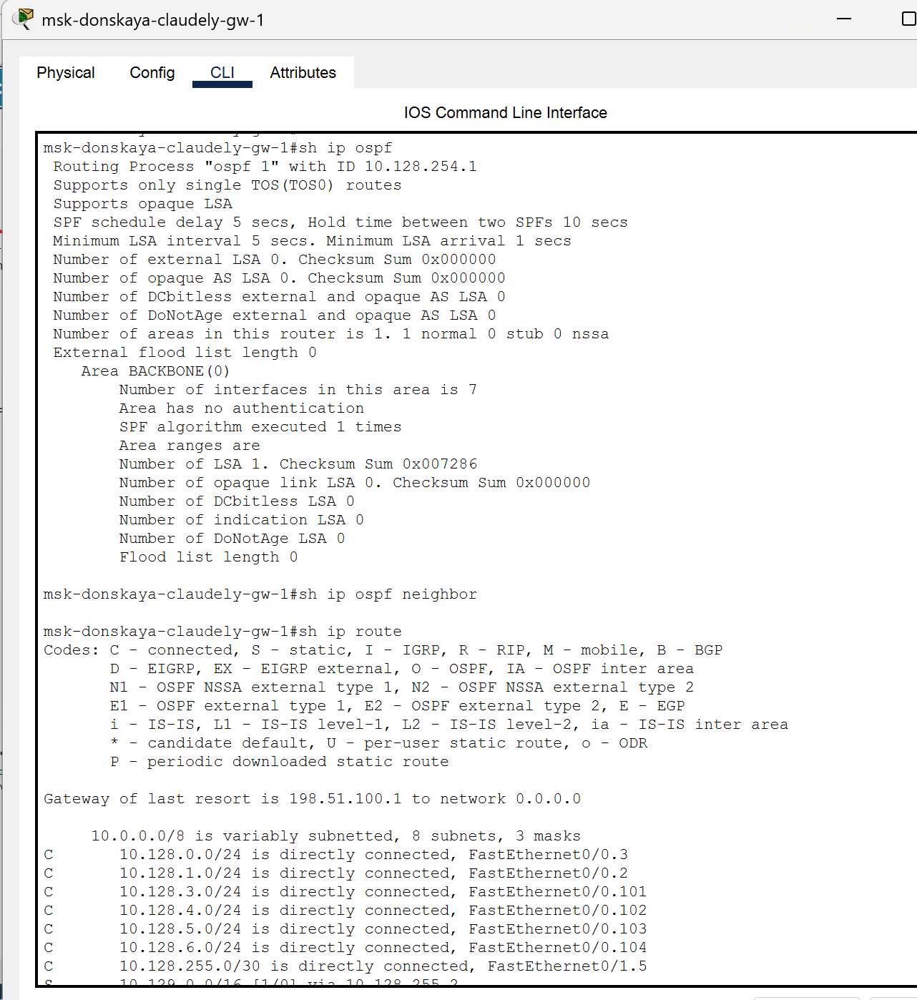 msk-donskaya-claudely-gw-1
Physical Config CLI Attributes
IOS Command Line Interface
msk-donskaya-claudely-gw-1#sh ip ospf
Routing Process "ospf 1" with ID 10.128.254.1
Supports only single TOS(TOS0) routes
Supports opaque LSA
SPF schedule delay 5 secs, Hold time between two SPFs 10 secs
Minimum LSA interval 5 secs. Minimum LSA arrival 1 secs
Number of external LSA 0. Checksum Sum 0x000000
Number of opaque AS LSA 0. Checksum Sum 0x000000
Number of DCbitless external and opaque AS LSA 0
Number of DoNotAge external and opaque AS LSA 0
Number of areas in this router is 1. 1 normal 0 stub 0 nssa
External flood list length 0
Area BACKBONE(0)
Number of interfaces in this area is 7
Area has no authentication
SPF algorithm executed 1 times
Area ranges are
Number of LSA 1. Checksum Sum 0x007286
Number of opaque link LSA 0. Checksum Sum 0x000000
Number of DCbitless LSA 0
Number of indication LSA 0
Number of DoNotAge LSA 0
Flood list length 0
msk-donskaya-claudely-gw-1#sh ip ospf neighbor
msk-donskaya-claudely-gw-1#sh ip route
Codes: C - connected, S - static, I - IGRP, R - RIP, M - mobile, B - BGP
D - EIGRP, EX - EIGRP external, O - OSPF, IA - OSPF inter area
N1 - OSPF NSSA external type 1, N2 - OSPF NSSA external type 2
E1 - OSPF external type 1, E2 - OSPF external type 2, E - EGP
i - IS-IS, L1 - IS-IS level-1, L2 - IS-IS level-2, ia - IS-IS inter area
* - candidate default, U - per-user static route, o - ODR
P - periodic downloaded static route
Gateway of last resort is 198.51.100.1 to network 0.0.0.0
10.0.0.0/8 is variably subnetted, 8 subnets, 3 masks
C 10.128.0.0/24 is directly connected, FastEthernet0/0.3
C 10.128.1.0/24 is directly connected, FastEthernet0/0.2
C 10.128.3.0/24 is directly connected, FastEthernet0/0.101
C 10.128.4.0/24 is directly connected, FastEthernet0/0.102
C 10.128.5.0/24 is directly connected, FastEthernet0/0.103
C 10.128.6.0/24 is directly connected, FastEthernet0/0.104
C 10.128.255.0/30 is directly connected, FastEthernet0/1.5
S 10.129.0.0/16 [1/0] via 10.128.255.2